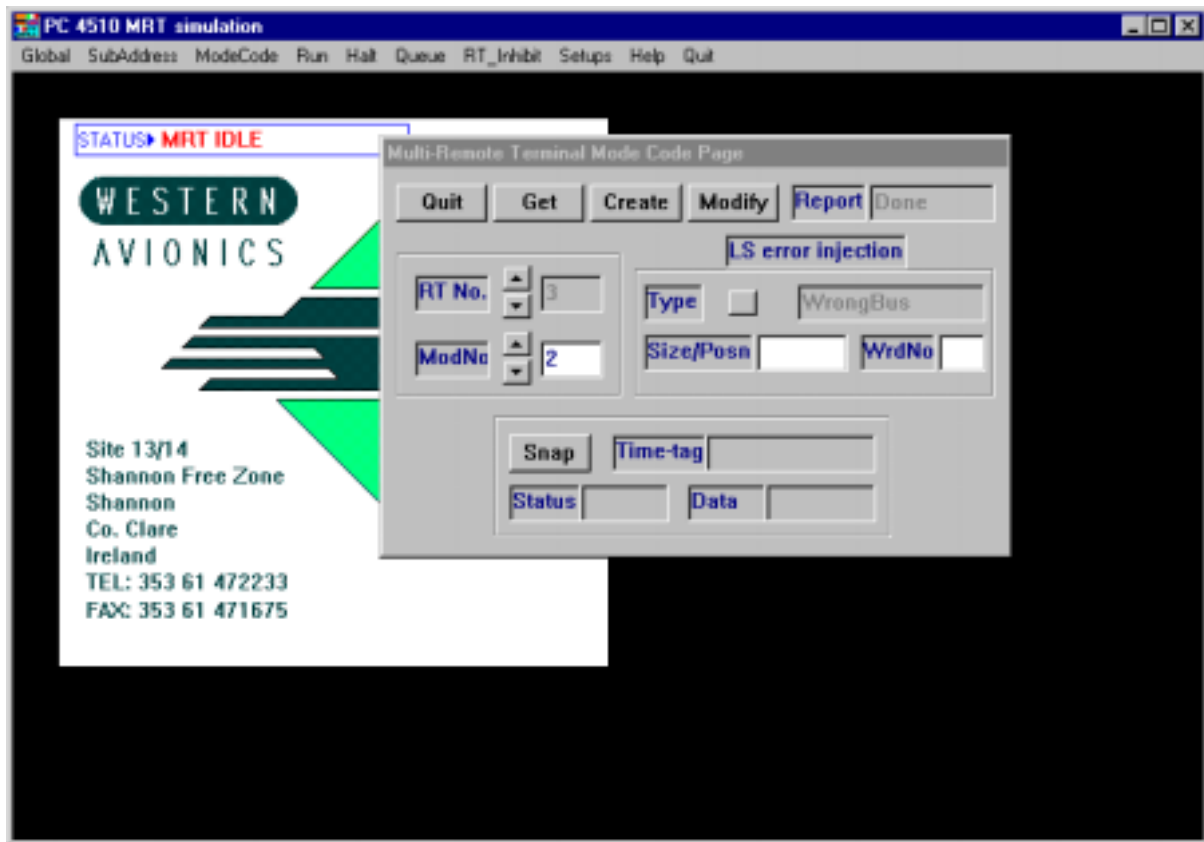 PC 4510 MRT simulation
Global SubAddress ModeCode Run Halt Queue RT_Inhibit Setups Help Quit
STATUS MRT IDLE
WESTERN
AVIONICS
Site 13/14
Shannon Free Zone
Shannon
Co. Clare
Ireland
TEL: 353 61 472233
FAX: 353 61 471675
Multi-Remote Terminal Mode Code Page
Quit Get Create Modify Report Done
LS error injection
RT No. 3
ModNo 2
Type WrongBus
Size/Posn WrdNo
Snap Time-tag
Status Data